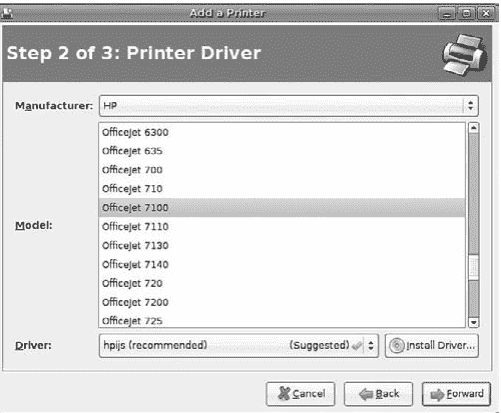 Add a Printer
Step 2 of 3: Printer Driver
Manufacturer: HP
OfficeJet 6300
OfficeJet 635
OfficeJet 700
OfficeJet 710
OfficeJet 7100
Model:
OfficeJet 7110
OfficeJet 7130
OfficeJet 7140
OfficeJet 720
OfficeJet 7200
OfficeJet 725
Driver: hpijs (recommended) (Suggested) Install Driver...
Cancel Back Forward